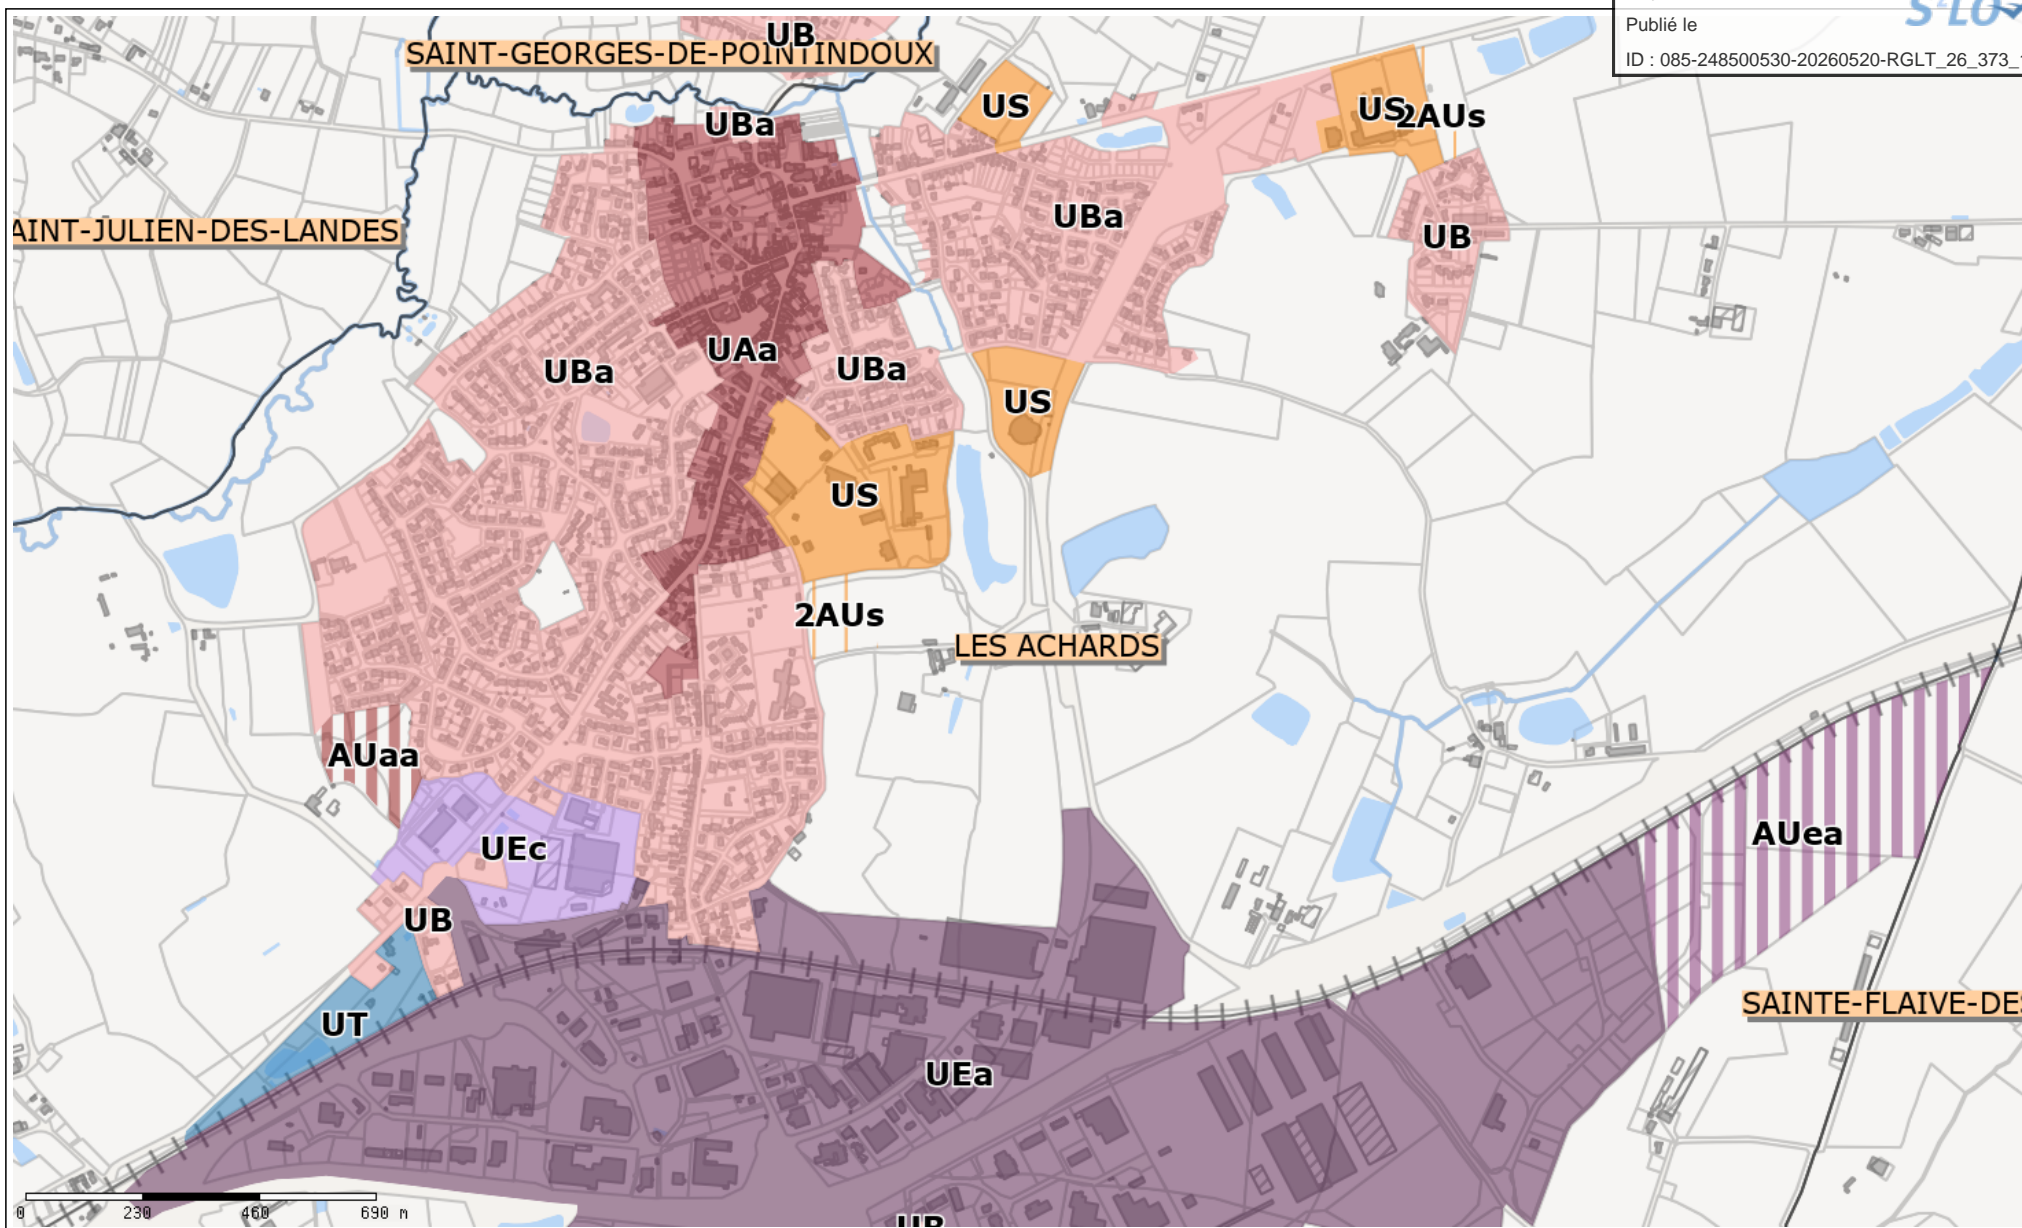 Publié le
S²LO
ID : 085-248500530-20260520-RGLT_26_373_
UB
SAINT-GEORGES-DE-POINTINDOUX
US
US
2AUs
UBa
UBa
AINT-JULIEN-DES-LANDES
UB
UAa
UBa
UBa
US
US
2AUs
LES ACHARDS
AUaa
AUea
UEc
UB
SAINTE-FLAIVE-DES
UT
UEa
0 230 460 690 m
UB